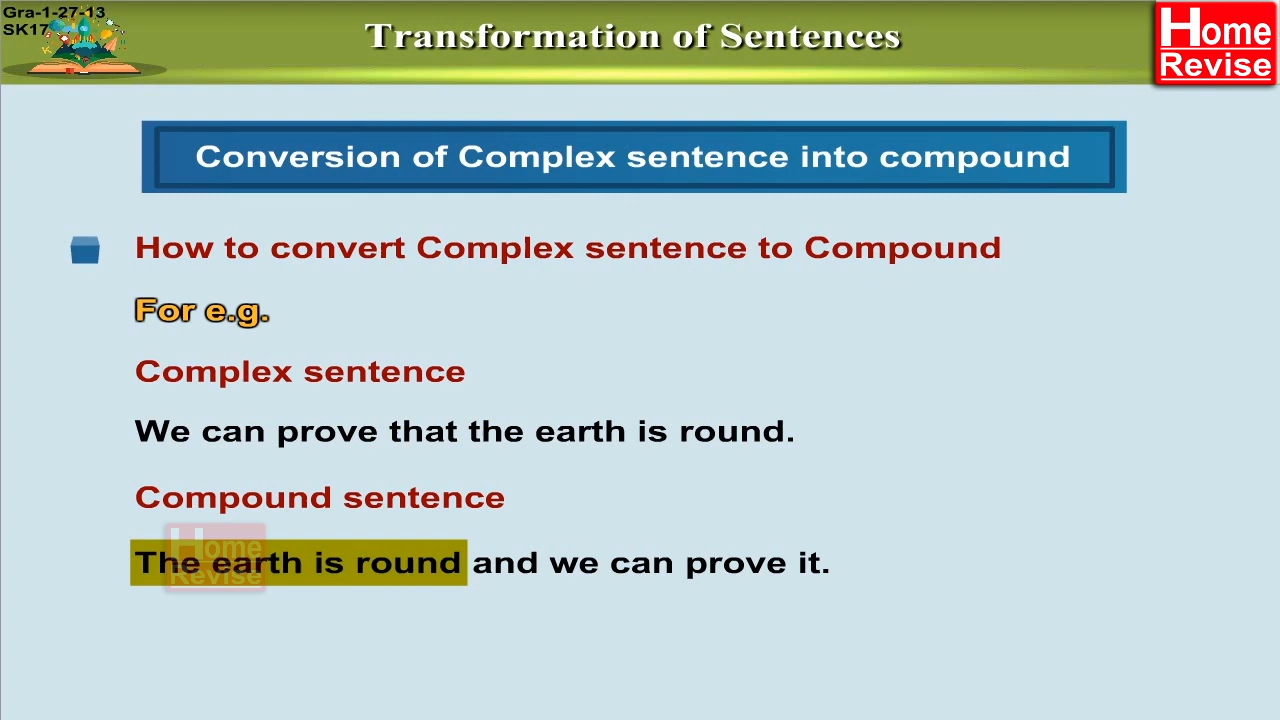 Gra-1-27-13
SK17
Transformation of Sentences
Home
Revise
Conversion of Complex sentence into compound
How to convert Complex sentence to Compound
For e.g.
Complex sentence
We can prove that the earth is round.
Compound sentence
The earth is round and we can prove it.
Home
Revise